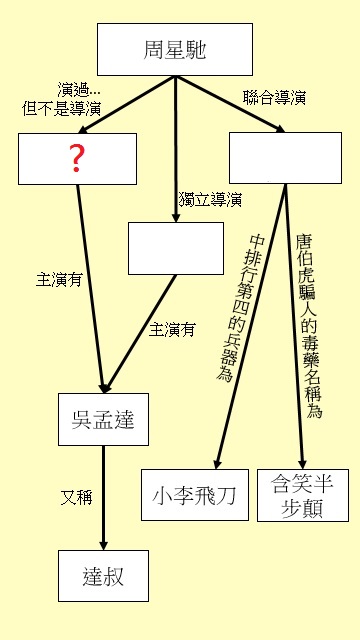 周星馳
演過...
但不是導演
聯合導演
?
獨立導演
主演有
主演有
中排行第四的兵器為
唐伯虎騙人的毒藥名稱為
吳孟達
小李飛刀
含笑半
步顛
又稱
達叔